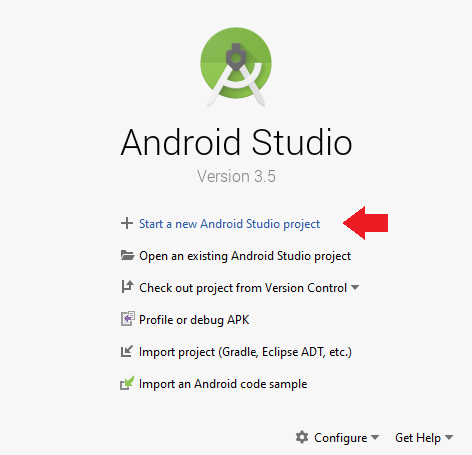 Android Studio
Version 3.5
Start a new Android Studio project
Open an existing Android Studio project
Check out project from Version Control
Profile or debug APK
Import project (Gradle, Eclipse ADT, etc.)
Import an Android code sample
Configure Get Help